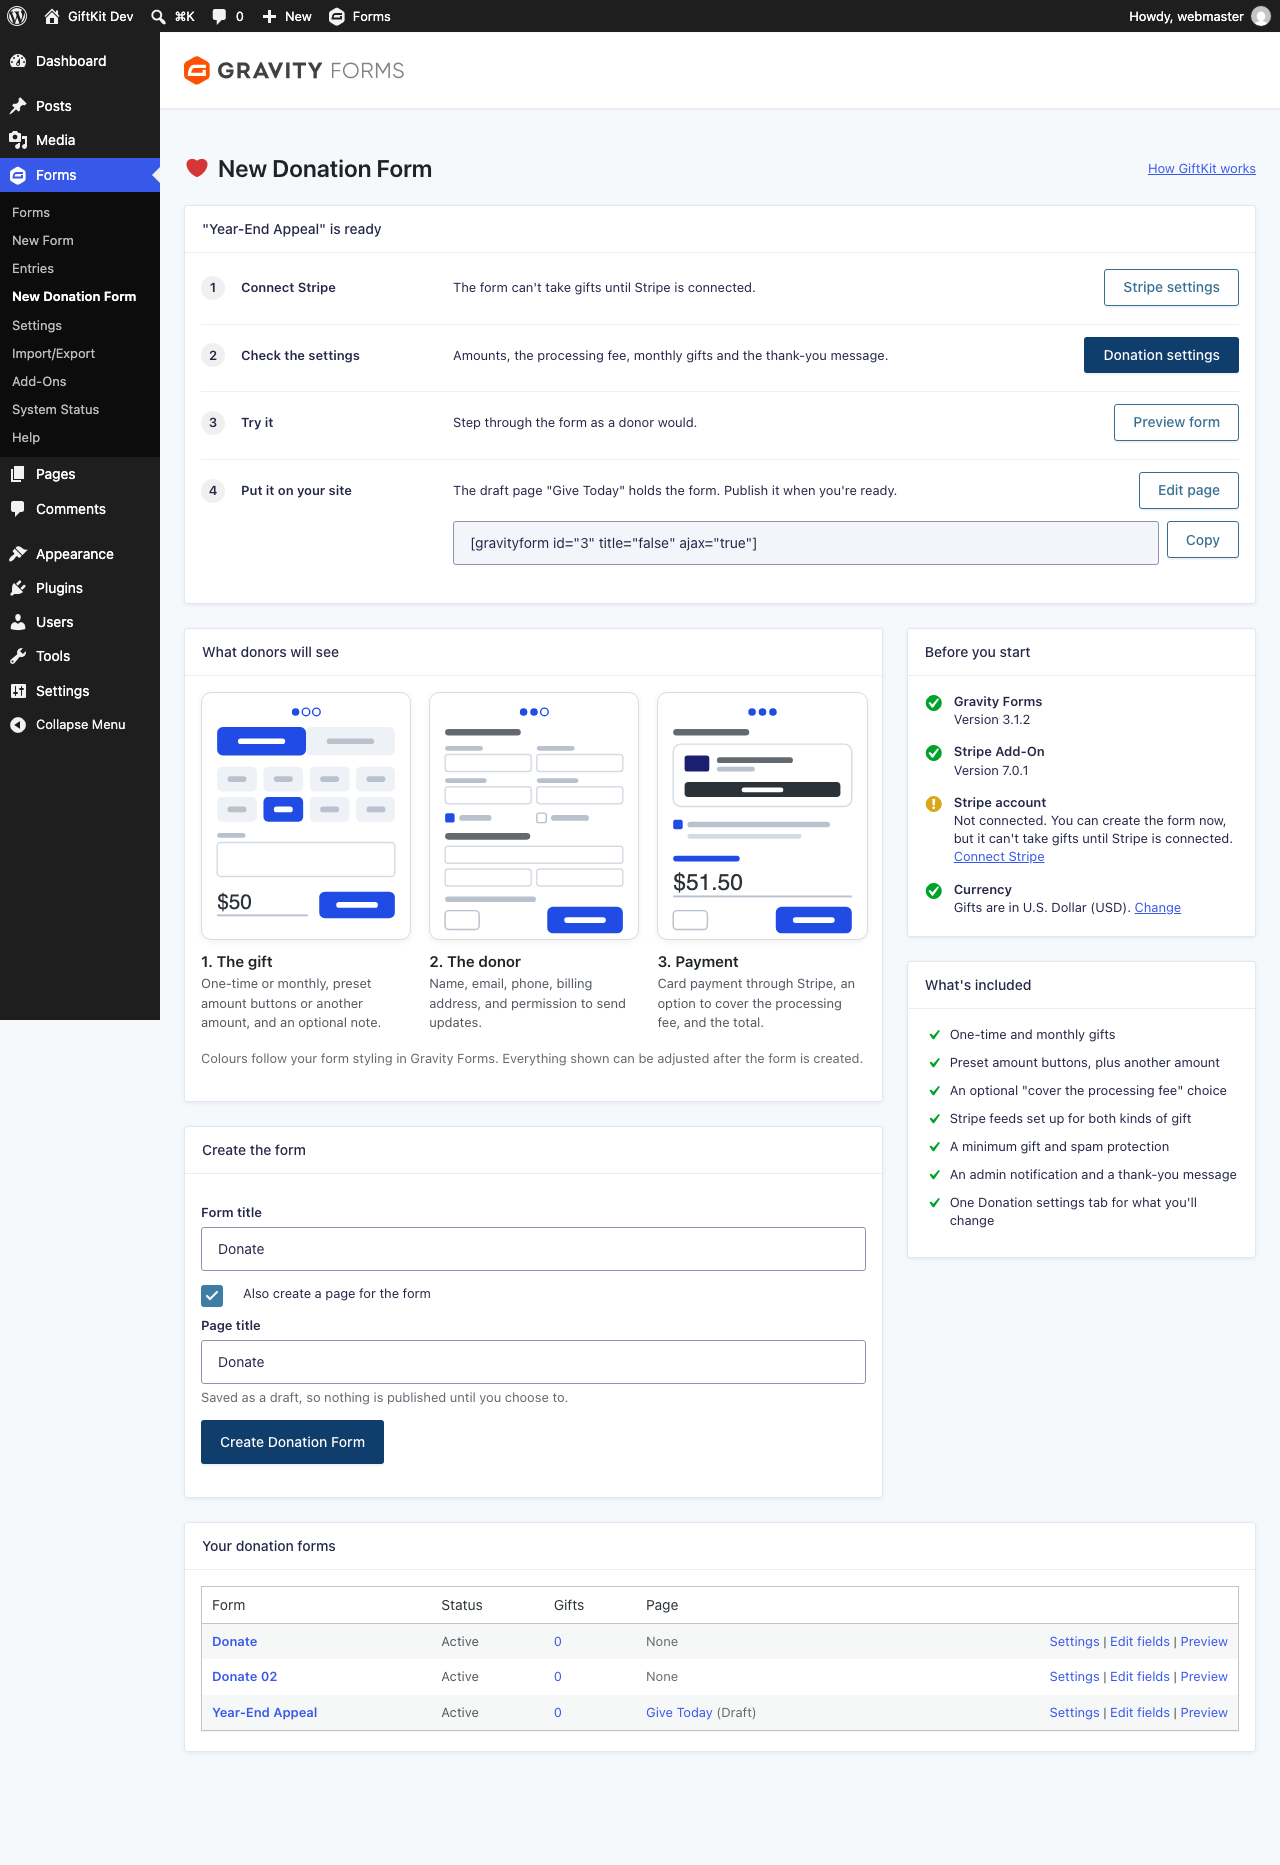 GiftKit Dev
⌘K
0
New
Forms
Howdy, webmaster
Dashboard
Posts
Media
Forms
Forms
New Form
Entries
New Donation Form
Settings
Import/Export
Add-Ons
System Status
Help
Pages
Comments
Appearance
Plugins
Users
Tools
Settings
Collapse Menu
GRAVITY FORMS
New Donation Form
How GiftKit works
"Year-End Appeal" is ready
1 Connect Stripe The form can't take gifts until Stripe is connected. Stripe settings
2 Check the settings Amounts, the processing fee, monthly gifts and the thank-you message. Donation settings
3 Try it Step through the form as a donor would. Preview form
4 Put it on your site The draft page "Give Today" holds the form. Publish it when you're ready. Edit page
[gravityform id="3" title="false" ajax="true"] Copy
What donors will see
$50
$51.50
1. The gift
One-time or monthly, preset
amount buttons or another
amount, and an optional note.
2. The donor
Name, email, phone, billing
address, and permission to send
updates.
3. Payment
Card payment through Stripe, an
option to cover the processing
fee, and the total.
Colours follow your form styling in Gravity Forms. Everything shown can be adjusted after the form is created.
Before you start
Gravity Forms
Version 3.1.2
Stripe Add-On
Version 7.0.1
Stripe account
Not connected. You can create the form now,
but it can't take gifts until Stripe is connected.
Connect Stripe
Currency
Gifts are in U.S. Dollar (USD). Change
What's included
One-time and monthly gifts
Preset amount buttons, plus another amount
An optional "cover the processing fee" choice
Stripe feeds set up for both kinds of gift
A minimum gift and spam protection
An admin notification and a thank-you message
One Donation settings tab for what you'll
change
Create the form
Form title
Donate
Also create a page for the form
Page title
Donate
Saved as a draft, so nothing is published until you choose to.
Create Donation Form
Your donation forms
Form Status Gifts Page
Donate Active 0 None Settings | Edit fields | Preview
Donate 02 Active 0 None Settings | Edit fields | Preview
Year-End Appeal Active 0 Give Today (Draft) Settings | Edit fields | Preview